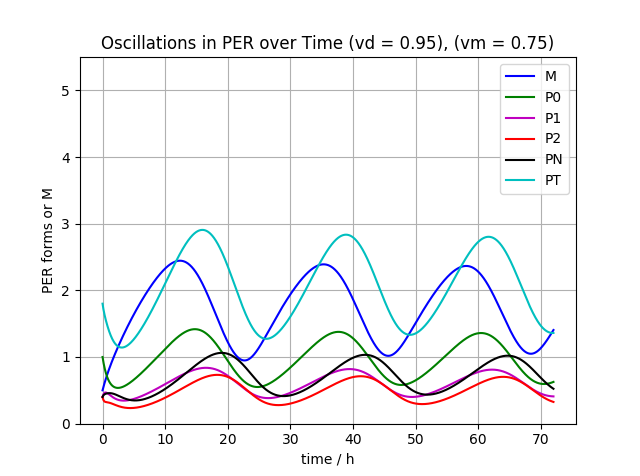 Oscillations in PER over Time (vd = 0.95), (vm = 0.75)
5
4
3
2
1
0
PER forms or M
M
P0
P1
P2
PN
PT
0 10 20 30 40 50 60 70
time / h